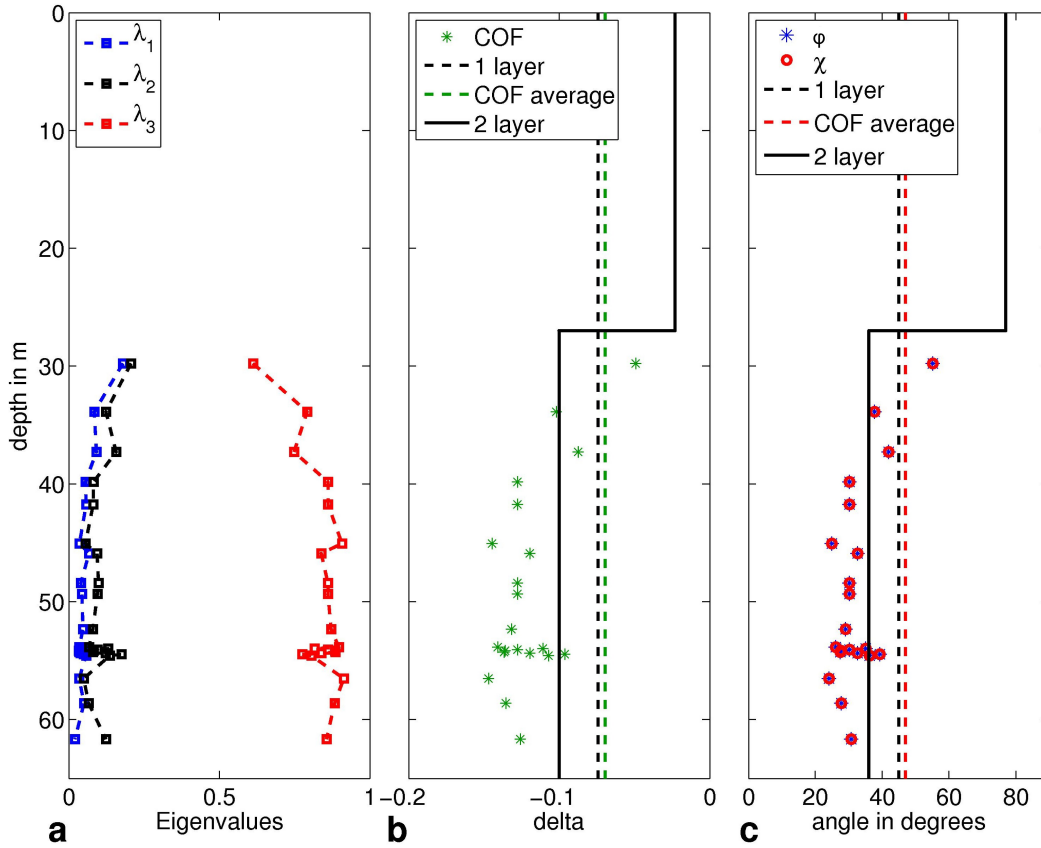 0
10
20
30
40
50
60
depth in m
λ1
λ2
λ3
0
0.5
1
Eigenvalues
a
COF
1 layer
COF average
2 layer
−0.2
−0.1
0
delta
b
φ
χ
1 layer
COF average
2 layer
0
20
40
60
80
angle in degrees
c